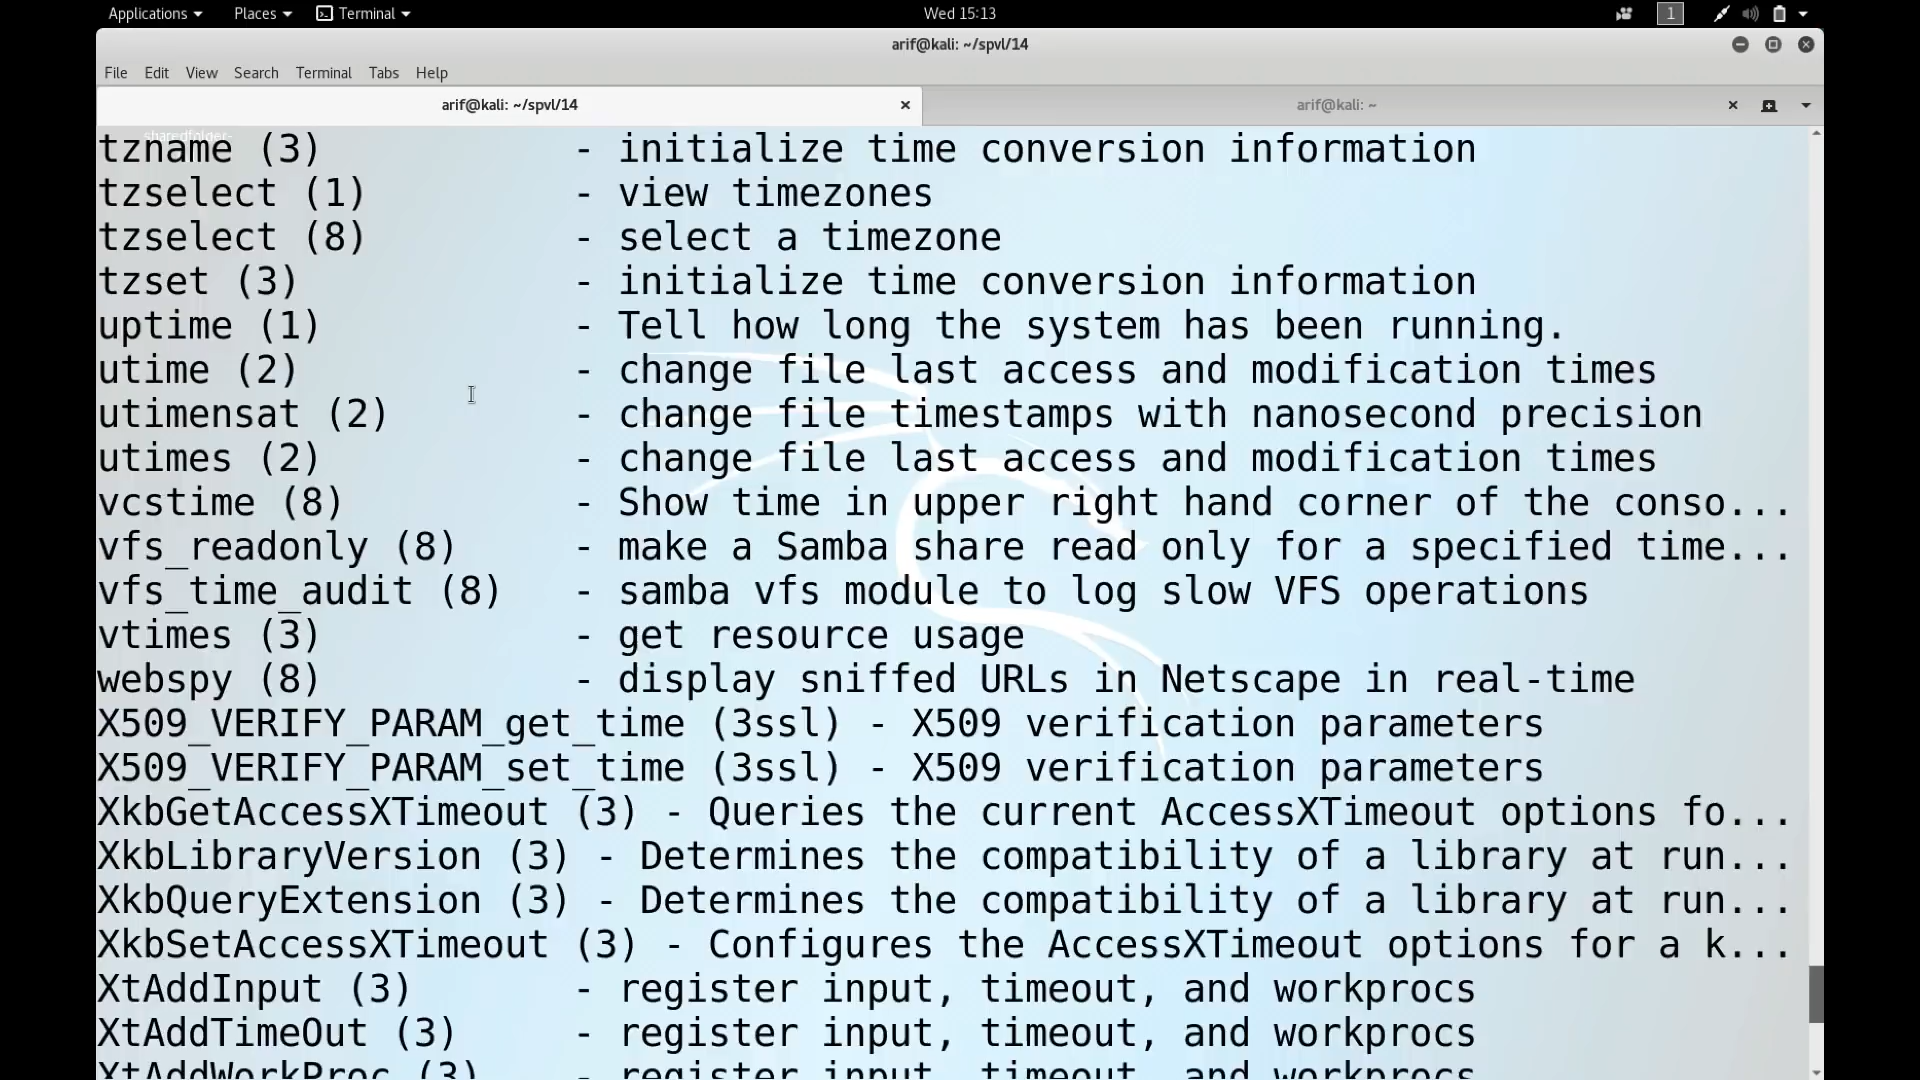 Applications Places Terminal Wed 15:13 1
arif@kali: ~/spvl/14
File Edit View Search Terminal Tabs Help
arif@kali: ~/spvl/14 arif@kali: ~
sharedfolder-
tzname (3) - initialize time conversion information
tzselect (1) - view timezones
tzselect (8) - select a timezone
tzset (3) - initialize time conversion information
uptime (1) - Tell how long the system has been running.
utime (2) - change file last access and modification times
utimensat (2) - change file timestamps with nanosecond precision
utimes (2) - change file last access and modification times
vcstime (8) - Show time in upper right hand corner of the conso...
vfs_readonly (8) - make a Samba share read only for a specified time...
vfs_time_audit (8) - samba vfs module to log slow VFS operations
vtimes (3) - get resource usage
webspy (8) - display sniffed URLs in Netscape in real-time
X509_VERIFY_PARAM_get_time (3ssl) - X509 verification parameters
X509_VERIFY_PARAM_set_time (3ssl) - X509 verification parameters
XkbGetAccessXTimeout (3) - Queries the current AccessXTimeout options fo...
XkbLibraryVersion (3) - Determines the compatibility of a library at run...
XkbQueryExtension (3) - Determines the compatibility of a library at run...
XkbSetAccessXTimeout (3) - Configures the AccessXTimeout options for a k...
XtAddInput (3) - register input, timeout, and workprocs
XtAddTimeOut (3) - register input, timeout, and workprocs
XtAddWorkProc (3) - register input, timeout, and workprocs